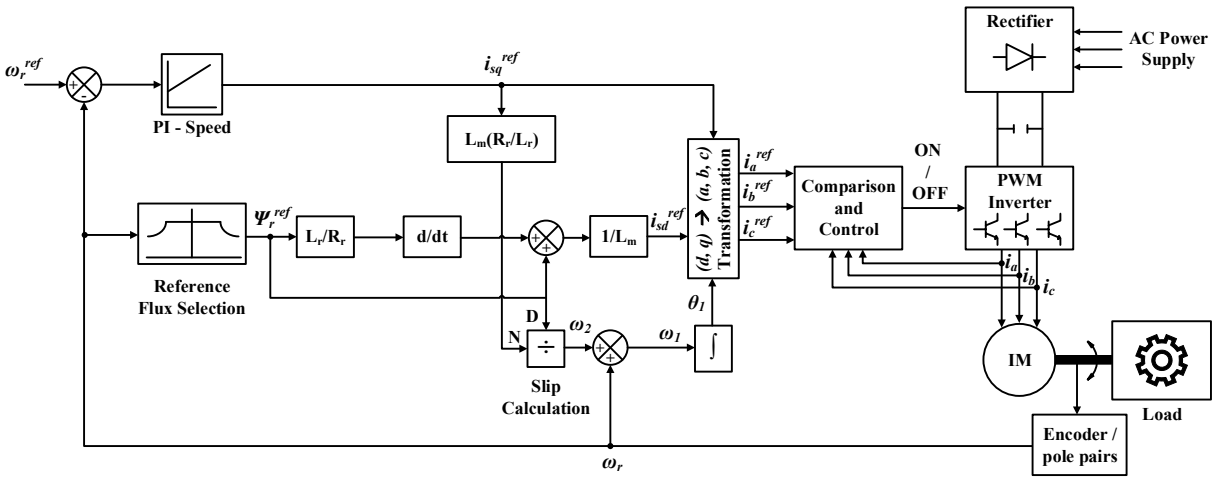 Rectifier
AC Power
Supply
ω_r^ref
+
-
PI - Speed
i_sq^ref
L_m(R_r/L_r)
(d, q) → (a, b, c)
Transformation
i_a^ref
i_b^ref
i_c^ref
Comparison
and
Control
ON
/
OFF
PWM
Inverter
Reference
Flux Selection
Ψ_r^ref
L_r/R_r
d/dt
+
+
1/L_m
i_sd^ref
i_a
i_b
i_c
θ_1
D
N
÷
Slip
Calculation
ω_2
+
+
ω_1
∫
IM
Load
Encoder /
pole pairs
ω_r